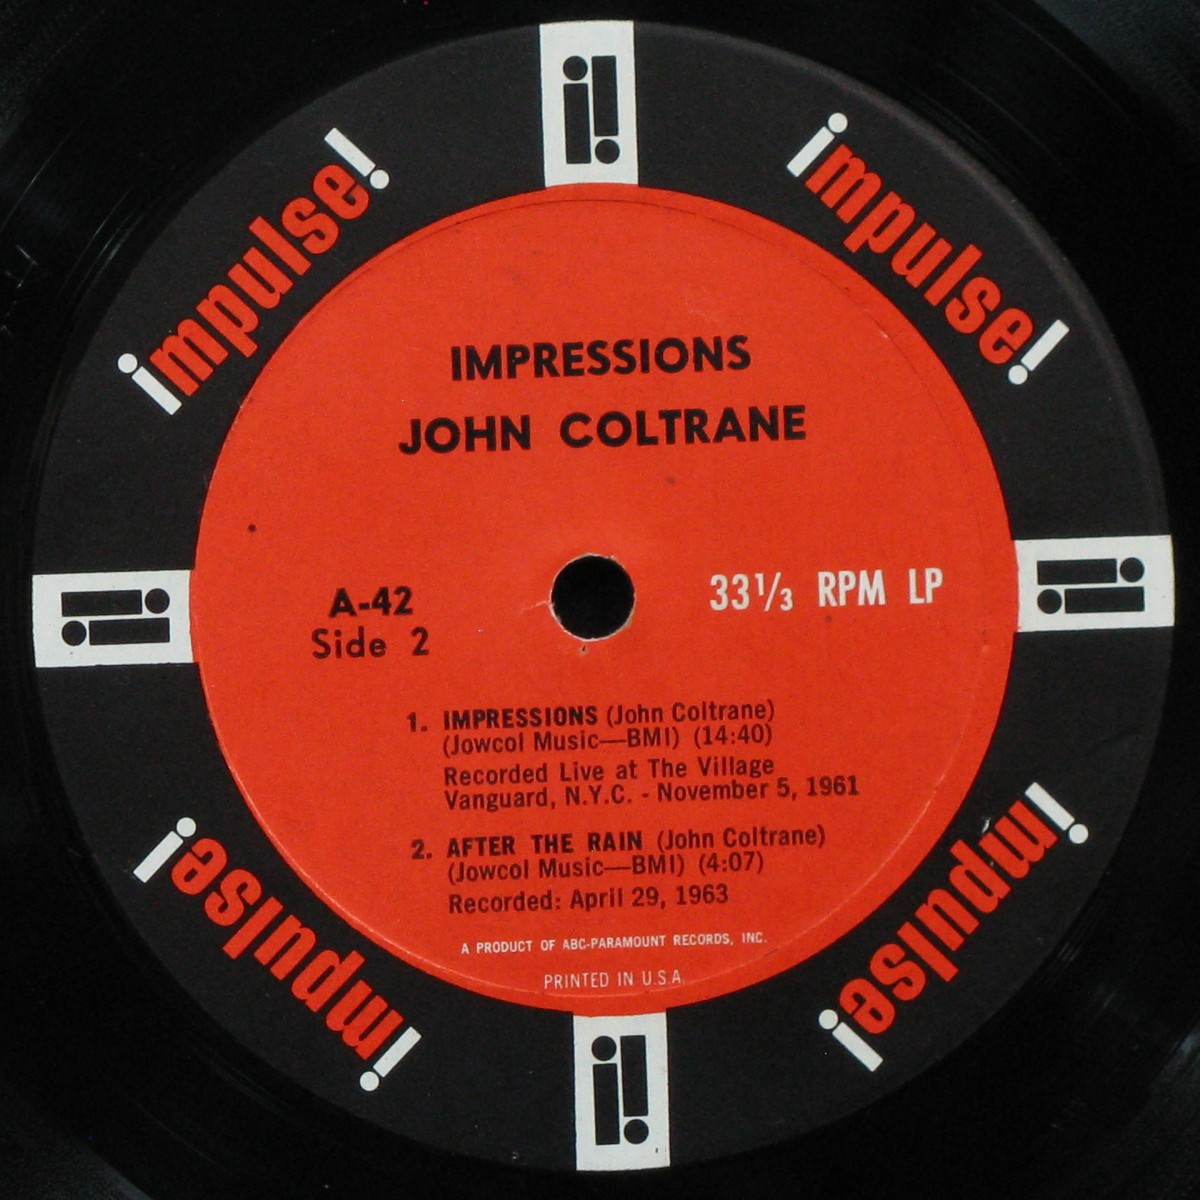 impulse!
impulse!
IMPRESSIONS
JOHN COLTRANE
A-42
Side 2
33 1/3 RPM LP
1. IMPRESSIONS (John Coltrane)
(Jowcol Music—BMI) (14:40)
Recorded Live at The Village
Vanguard, N.Y.C. - November 5, 1961
2. AFTER THE RAIN (John Coltrane)
(Jowcol Music—BMI) (4:07)
Recorded: April 29, 1963
A PRODUCT OF ABC-PARAMOUNT RECORDS, INC.
PRINTED IN U.S.A.
impulse!
impulse!